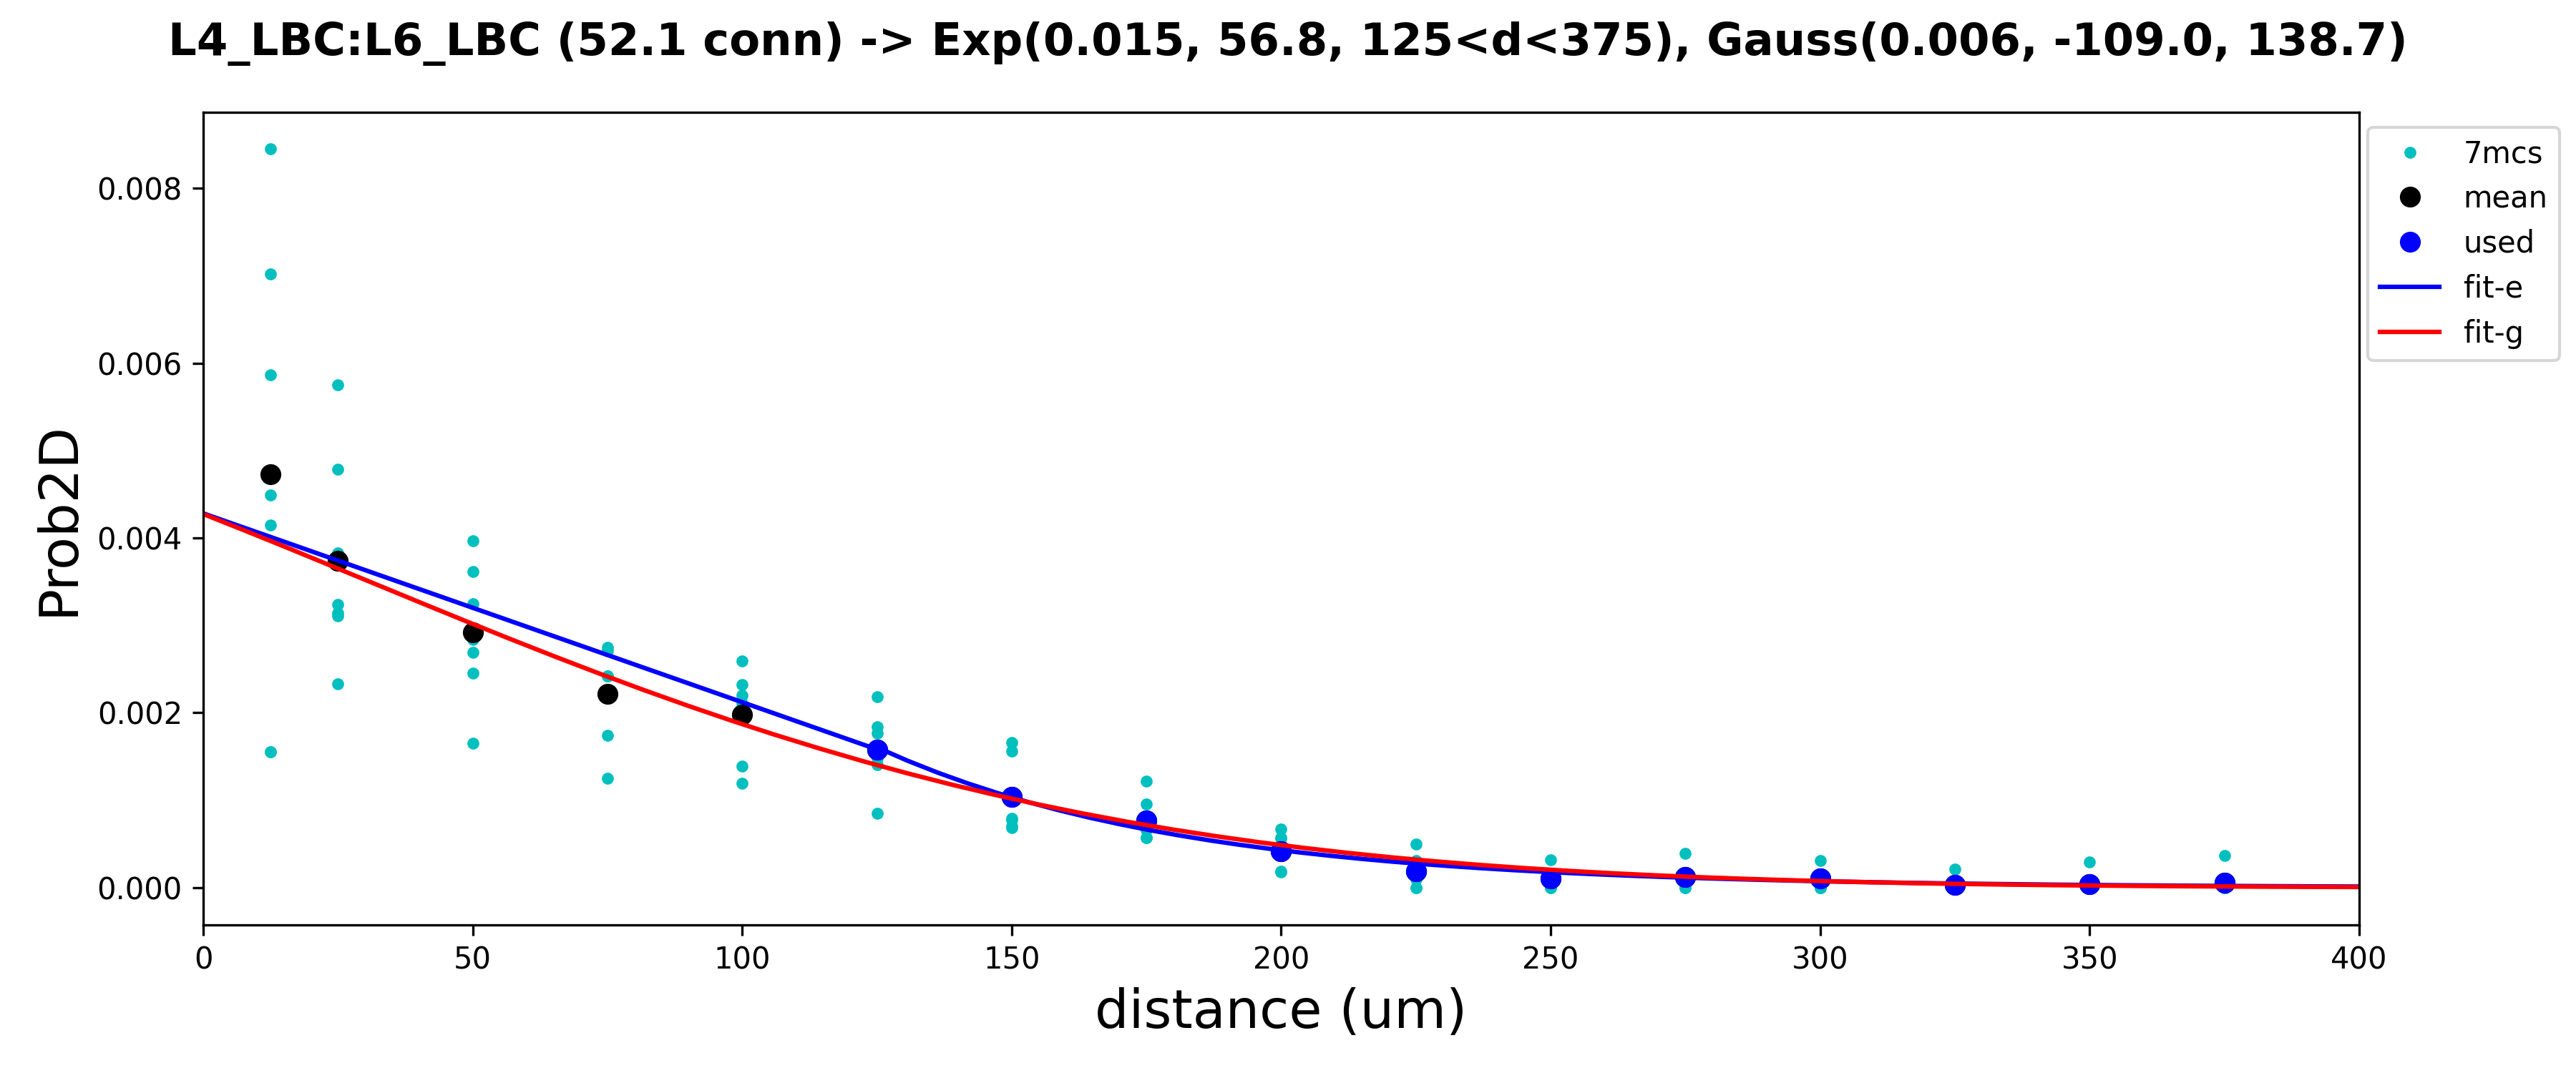 L4_LBC:L6_LBC (52.1 conn) -> Exp(0.015, 56.8, 125<d<375), Gauss(0.006, -109.0, 138.7)
7mcs
mean
used
fit-e
fit-g
Prob2D
0.008
0.006
0.004
0.002
0.000
0 50 100 150 200 250 300 350 400
distance (um)